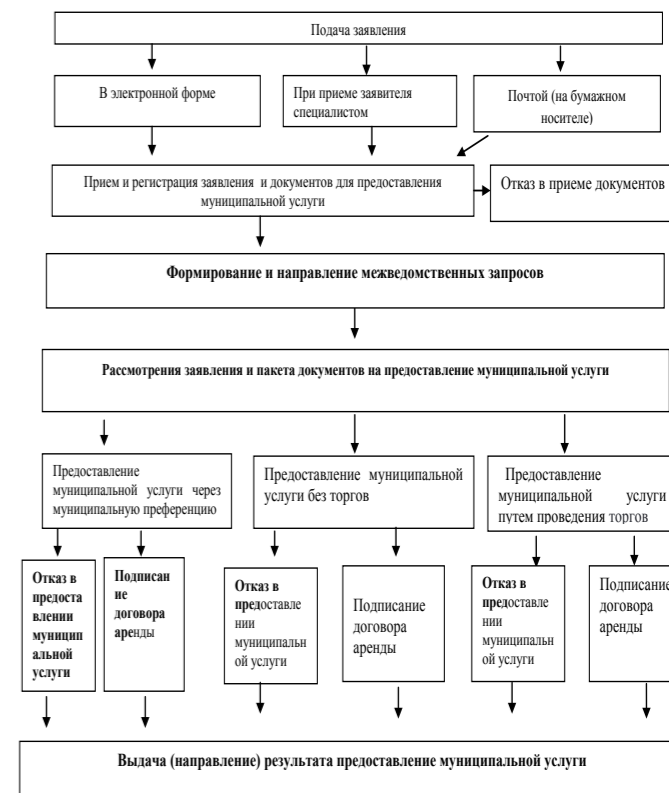 Подача заявления
В электронной форме
При приеме заявителя
специалистом
Почтой (на бумажном
носителе)
Прием и регистрация заявления и документов для предоставления
муниципальной услуги
Отказ в приеме документов
Формирование и направление межведомственных запросов
Рассмотрения заявления и пакета документов на предоставление муниципальной услуги
Предоставление
муниципальной услуги через
муниципальную преференцию
Предоставление муниципальной
услуги без торгов
Предоставление
муниципальной услуги
путем проведения торгов
Отказ в
предоста
влении
муницип
альной
услуги
Подписан
ие
договора
аренды
Отказ в
предоставле
нии
муниципальн
ой услуги
Подписание
договора
аренды
Отказ в
предоставле
нии
муниципальн
ой услуги
Подписание
договора
аренды
Выдача (направление) результата предоставление муниципальной услуги